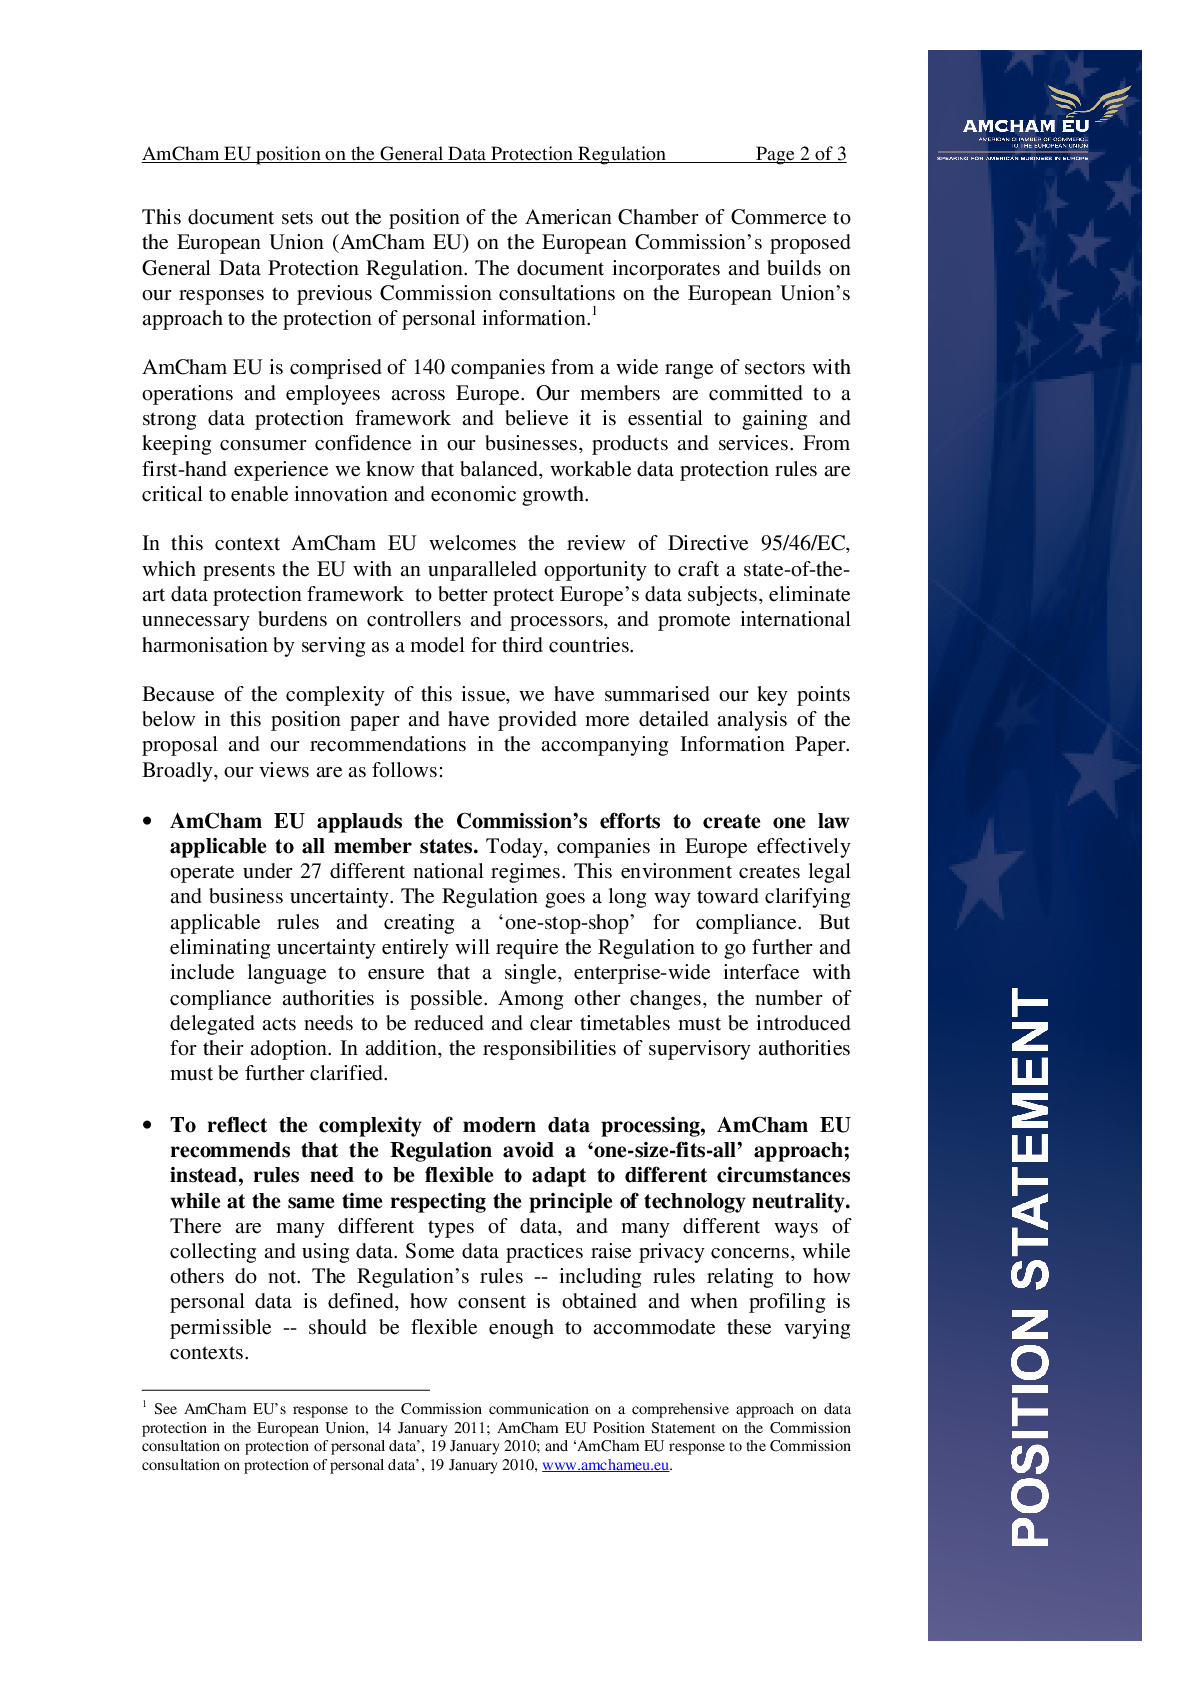 AmCham EU position on the General Data Protection Regulation Page 2 of 3
AMCHAM EU
AMERICAN CHAMBER OF COMMERCE
TO THE EUROPEAN UNION
SPEAKING FOR AMERICAN BUSINESS IN EUROPE
This document sets out the position of the American Chamber of Commerce to
the European Union (AmCham EU) on the European Commission’s proposed
General Data Protection Regulation. The document incorporates and builds on
our responses to previous Commission consultations on the European Union’s
approach to the protection of personal information.1
AmCham EU is comprised of 140 companies from a wide range of sectors with
operations and employees across Europe. Our members are committed to a
strong data protection framework and believe it is essential to gaining and
keeping consumer confidence in our businesses, products and services. From
first-hand experience we know that balanced, workable data protection rules are
critical to enable innovation and economic growth.
In this context AmCham EU welcomes the review of Directive 95/46/EC,
which presents the EU with an unparalleled opportunity to craft a state-of-the-
art data protection framework to better protect Europe’s data subjects, eliminate
unnecessary burdens on controllers and processors, and promote international
harmonisation by serving as a model for third countries.
Because of the complexity of this issue, we have summarised our key points
below in this position paper and have provided more detailed analysis of the
proposal and our recommendations in the accompanying Information Paper.
Broadly, our views are as follows:
• AmCham EU applauds the Commission’s efforts to create one law
applicable to all member states. Today, companies in Europe effectively
operate under 27 different national regimes. This environment creates legal
and business uncertainty. The Regulation goes a long way toward clarifying
applicable rules and creating a ‘one-stop-shop’ for compliance. But
eliminating uncertainty entirely will require the Regulation to go further and
include language to ensure that a single, enterprise-wide interface with
compliance authorities is possible. Among other changes, the number of
delegated acts needs to be reduced and clear timetables must be introduced
for their adoption. In addition, the responsibilities of supervisory authorities
must be further clarified.
• To reflect the complexity of modern data processing, AmCham EU
recommends that the Regulation avoid a ‘one-size-fits-all’ approach;
instead, rules need to be flexible to adapt to different circumstances
while at the same time respecting the principle of technology neutrality.
There are many different types of data, and many different ways of
collecting and using data. Some data practices raise privacy concerns, while
others do not. The Regulation’s rules -- including rules relating to how
personal data is defined, how consent is obtained and when profiling is
permissible -- should be flexible enough to accommodate these varying
contexts.
1 See AmCham EU’s response to the Commission communication on a comprehensive approach on data
protection in the European Union, 14 January 2011; AmCham EU Position Statement on the Commission
consultation on protection of personal data’, 19 January 2010; and ‘AmCham EU response to the Commission
consultation on protection of personal data’, 19 January 2010, www.amchameu.eu.
POSITION STATEMENT